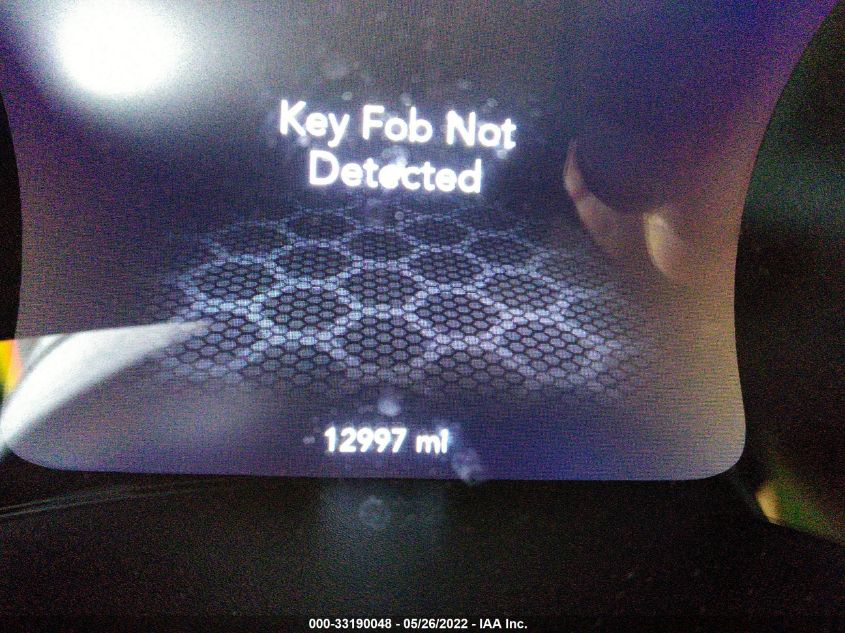 Key Fob Not
Detected
12997 mi
000-33190048 - 05/26/2022 - IAA Inc.